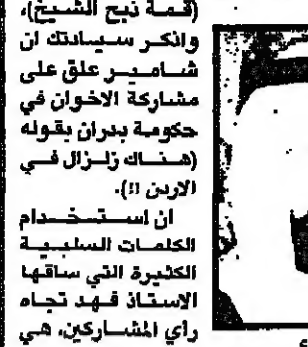 (قمة ذبح الشيخ)،
واذكر سيادتك ان
شامير علق على
مشاركة الاخوان في
حكومة بدران بقوله
(هناك زلزال في
الاردن !!).
ان استخدام
الكلمات السلبية
الكثيرة التي ساقها
الاستاذ فهد تجاه
رأي المشاركين، هي